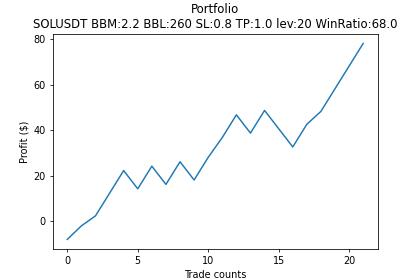 Portfolio
SOLUSDT BBM:2.2 BBL:260 SL:0.8 TP:1.0 lev:20 WinRatio:68.0
80
60
40
20
0
Profit ($)
0 5 10 15 20
Trade counts